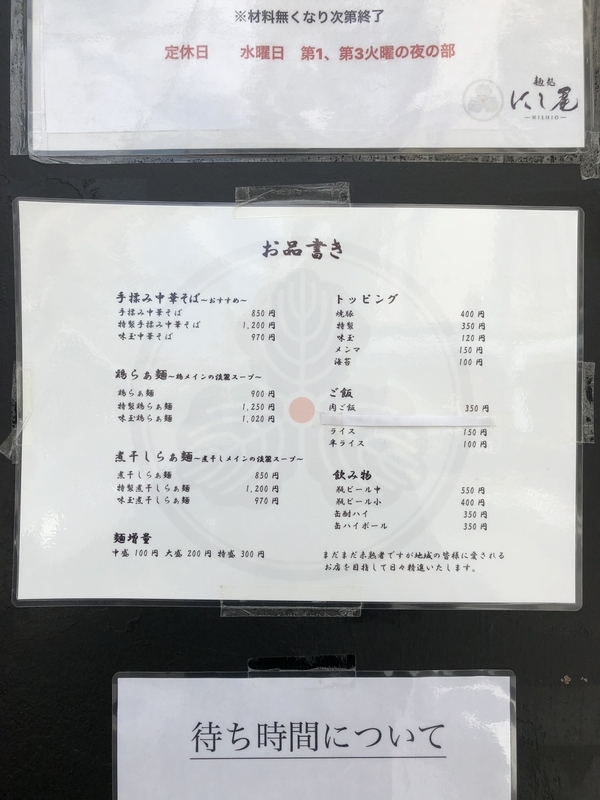 ※材料無くなり次第終了
定休日 水曜日 第1、第3火曜の夜の部
麺処
にし尾
NISHIO
お品書き
手揉み中華そば～おすすめ～
手揉み中華そば 850円
特製手揉み中華そば 1,200円
味玉中華そば 970円
鶏らぁ麺～鶏メインの淡麗スープ～
鶏らぁ麺 900円
特製鶏らぁ麺 1,250円
味玉鶏らぁ麺 1,020円
煮干しらぁ麺～煮干しメインの淡麗スープ～
煮干しらぁ麺 850円
特製煮干しらぁ麺 1,200円
味玉煮干しらぁ麺 970円
麺増量
中盛 100円 大盛 200円 特盛 300円
トッピング
焼豚 400円
特製 350円
味玉 120円
メンマ 150円
海苔 100円
ご飯
肉ご飯 350円
ライス 150円
半ライス 100円
飲み物
瓶ビール中 550円
瓶ビール小 400円
缶酎ハイ 350円
缶ハイボール 350円
まだまだ未熟者ですが地域の皆様に愛される
お店を目指して日々精進いたします。
待ち時間について